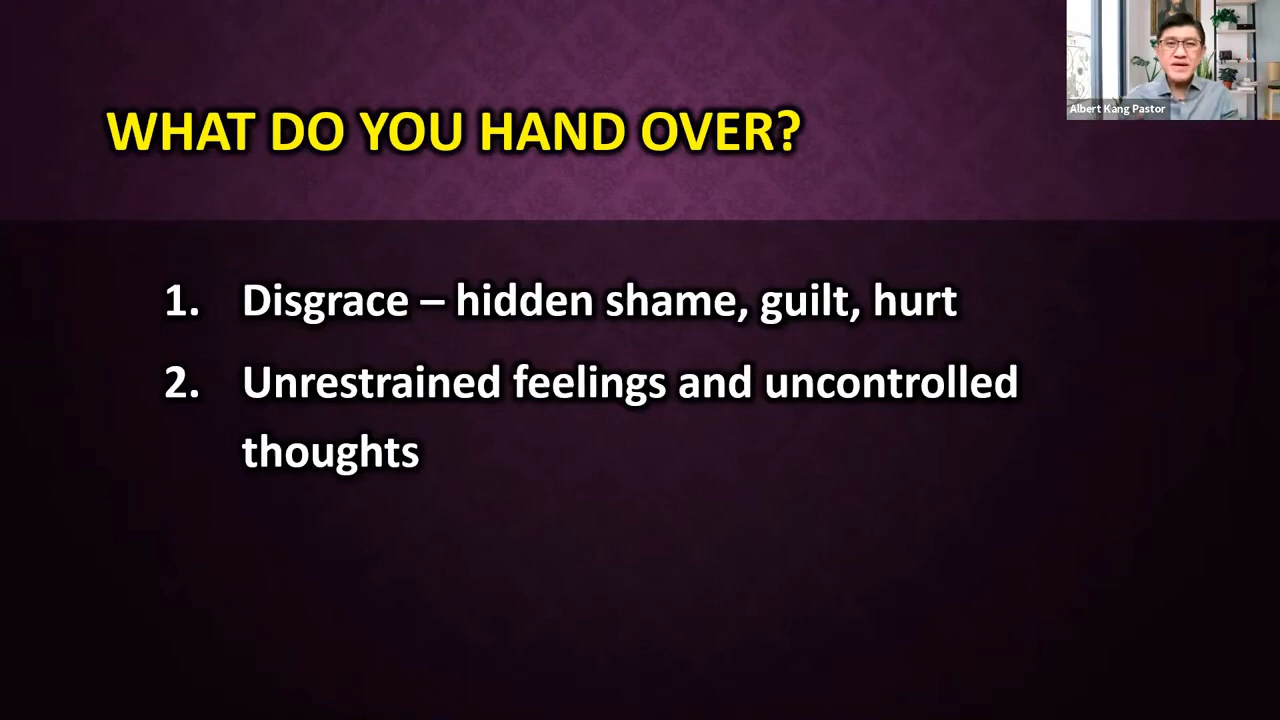 Albert Kang Pastor
WHAT DO YOU HAND OVER?
1. Disgrace – hidden shame, guilt, hurt
2. Unrestrained feelings and uncontrolled
thoughts